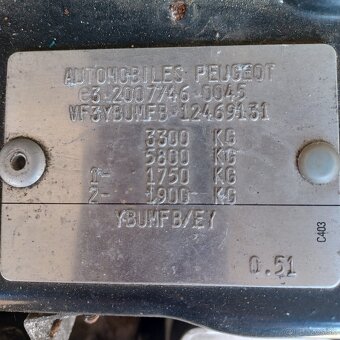 AUTOMOBILES PEUGEOT
e3*2007/46*0045
VF3YBUMFB*12469131
3300 KG
5800 KG
1- 1750 KG
2- 1900 KG
YBUMFB/EY
C403
0.51